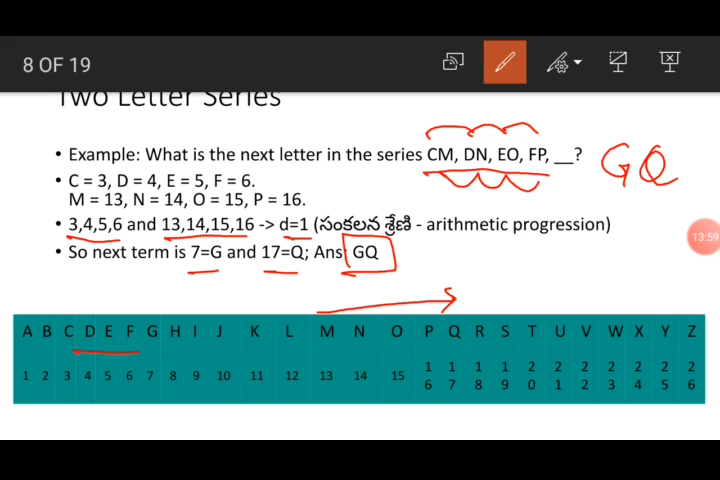 8 OF 19
Two Letter Series
• Example: What is the next letter in the series CM, DN, EO, FP, __?
GQ
• C = 3, D = 4, E = 5, F = 6.
M = 13, N = 14, O = 15, P = 16.
• 3,4,5,6 and 13,14,15,16 -> d=1 (సంకలన శ్రేణి - arithmetic progression)
• So next term is 7=G and 17=Q; Ans: GQ
13:59
A B C D E F G H I J K L M N O P Q R S T U V W X Y Z
1 2 3 4 5 6 7 8 9 10 11 12 13 14 15 16 17 18 19 20 21 22 23 24 25 26